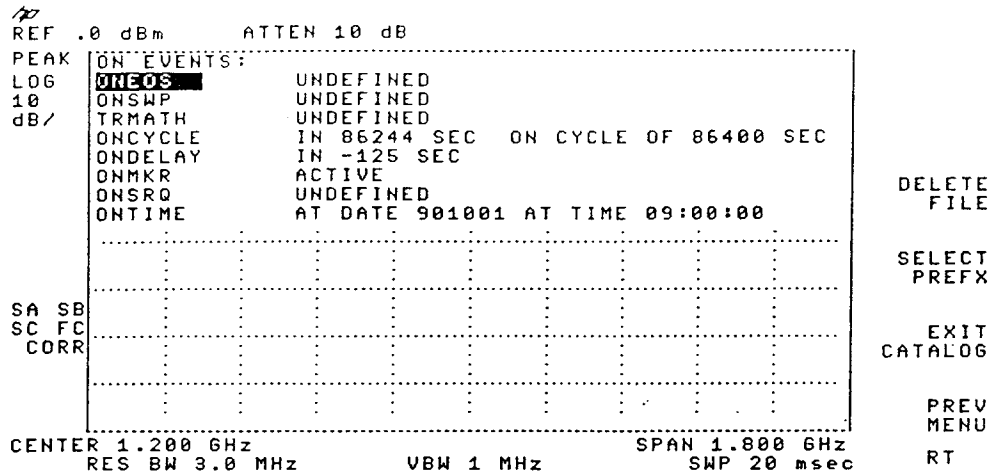 hp
REF .0 dBm ATTEN 10 dB
PEAK
LOG
10
dB/
ON EVENTS:
ONEOS UNDEFINED
ONSWP UNDEFINED
TRMATH UNDEFINED
ONCYCLE IN 86244 SEC ON CYCLE OF 86400 SEC
ONDELAY IN -125 SEC
ONMKR ACTIVE
ONSRQ UNDEFINED
ONTIME AT DATE 901001 AT TIME 09:00:00
SA SB
SC FC
CORR
DELETE
FILE
SELECT
PREFX
EXIT
CATALOG
PREV
MENU
RT
CENTER 1.200 GHz SPAN 1.800 GHz
RES BW 3.0 MHz VBW 1 MHz SWP 20 msec